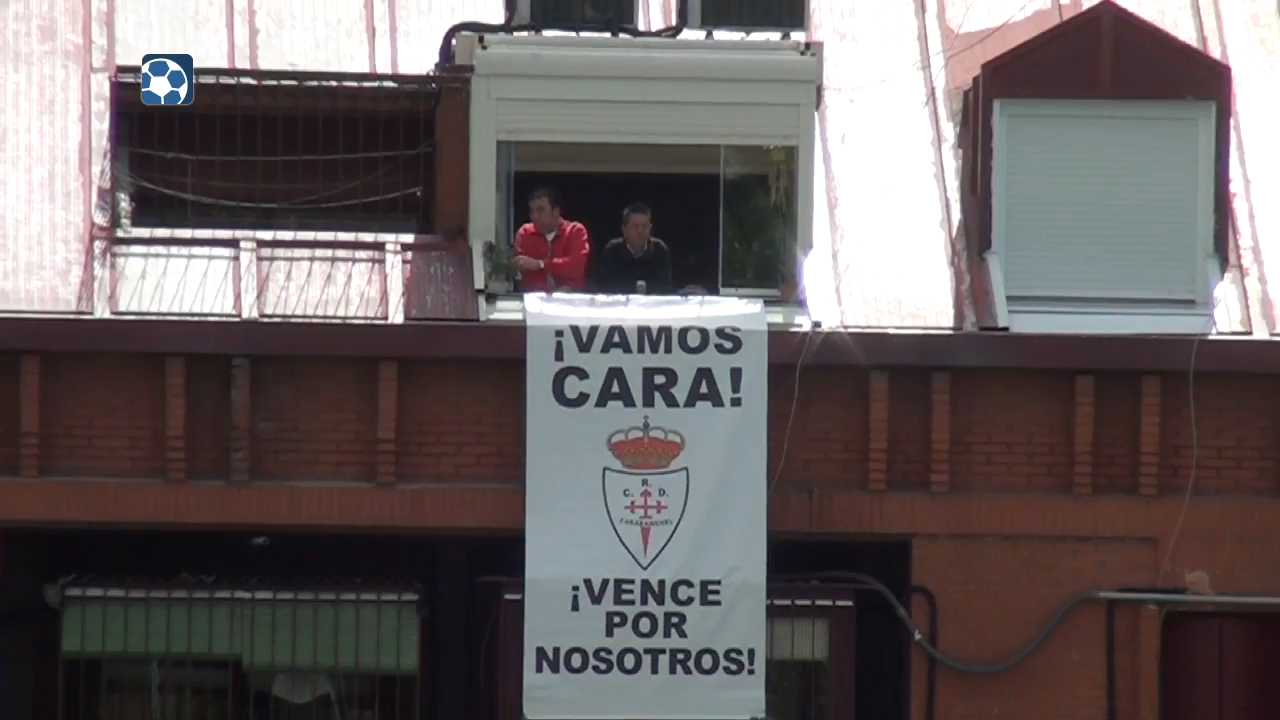 ¡VAMOS
CARA!
R.
C. D.
CARABANCHEL
¡VENCE
POR
NOSOTROS!